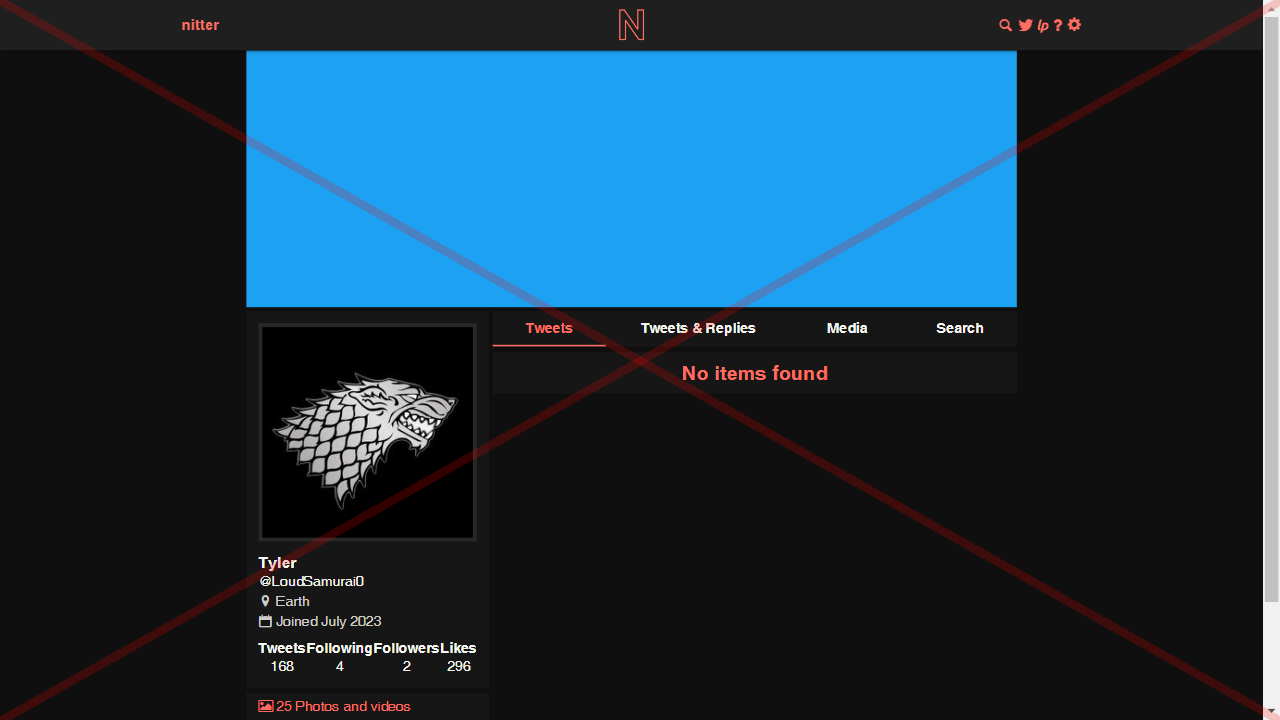 nitter
N
lp ?
Tweets Tweets & Replies Media Search
No items found
Tyler
@LoudSamurai0
Earth
Joined July 2023
Tweets Following Followers Likes
168 4 2 296
25 Photos and videos